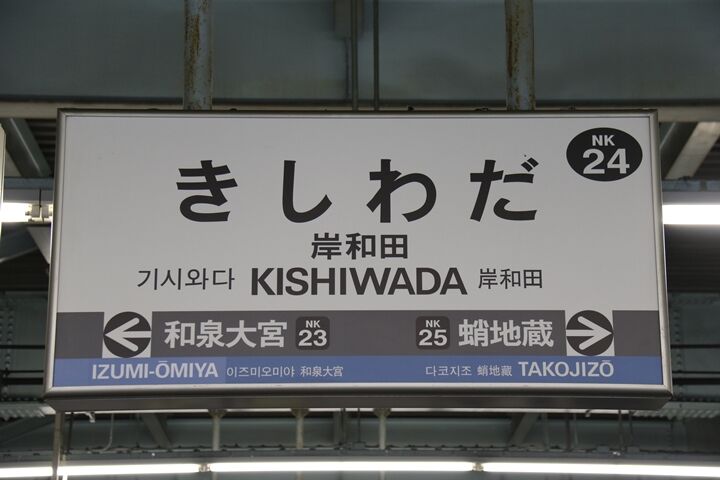 NK
24
きしわだ
岸和田
기시와다 KISHIWADA 岸和田
和泉大宮 NK 23 NK 25 蛸地蔵
IZUMI-ŌMIYA 이즈미오미야 和泉大宮 다코지조 蛸地藏 TAKOJIZŌ